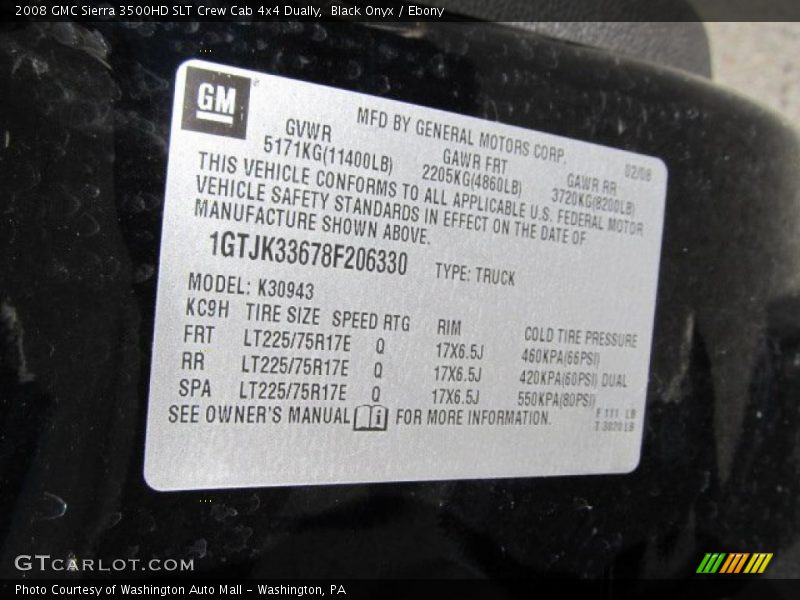 2008 GMC Sierra 3500HD SLT Crew Cab 4x4 Dually,  Black Onyx / Ebony
GM
MFD BY GENERAL MOTORS CORP. 02/08
GVWR GAWR FRT GAWR RR
5171KG(11400LB) 2205KG(4860LB) 3720KG(8200LB)
THIS VEHICLE CONFORMS TO ALL APPLICABLE U.S. FEDERAL MOTOR
VEHICLE SAFETY STANDARDS IN EFFECT ON THE DATE OF
MANUFACTURE SHOWN ABOVE.
1GTJK33678F206330 TYPE: TRUCK
MODEL: K30943
KC9H TIRE SIZE SPEED RTG RIM COLD TIRE PRESSURE
FRT LT225/75R17E Q 17X6.5J 460KPA(66PSI)
RR LT225/75R17E Q 17X6.5J 420KPA(60PSI) DUAL
SPA LT225/75R17E Q 17X6.5J 550KPA(80PSI)
SEE OWNER'S MANUAL i FOR MORE INFORMATION.
F 111 LB
T 3020 LB
GTCARLOT.COM
Photo Courtesy of Washington Auto Mall - Washington, PA